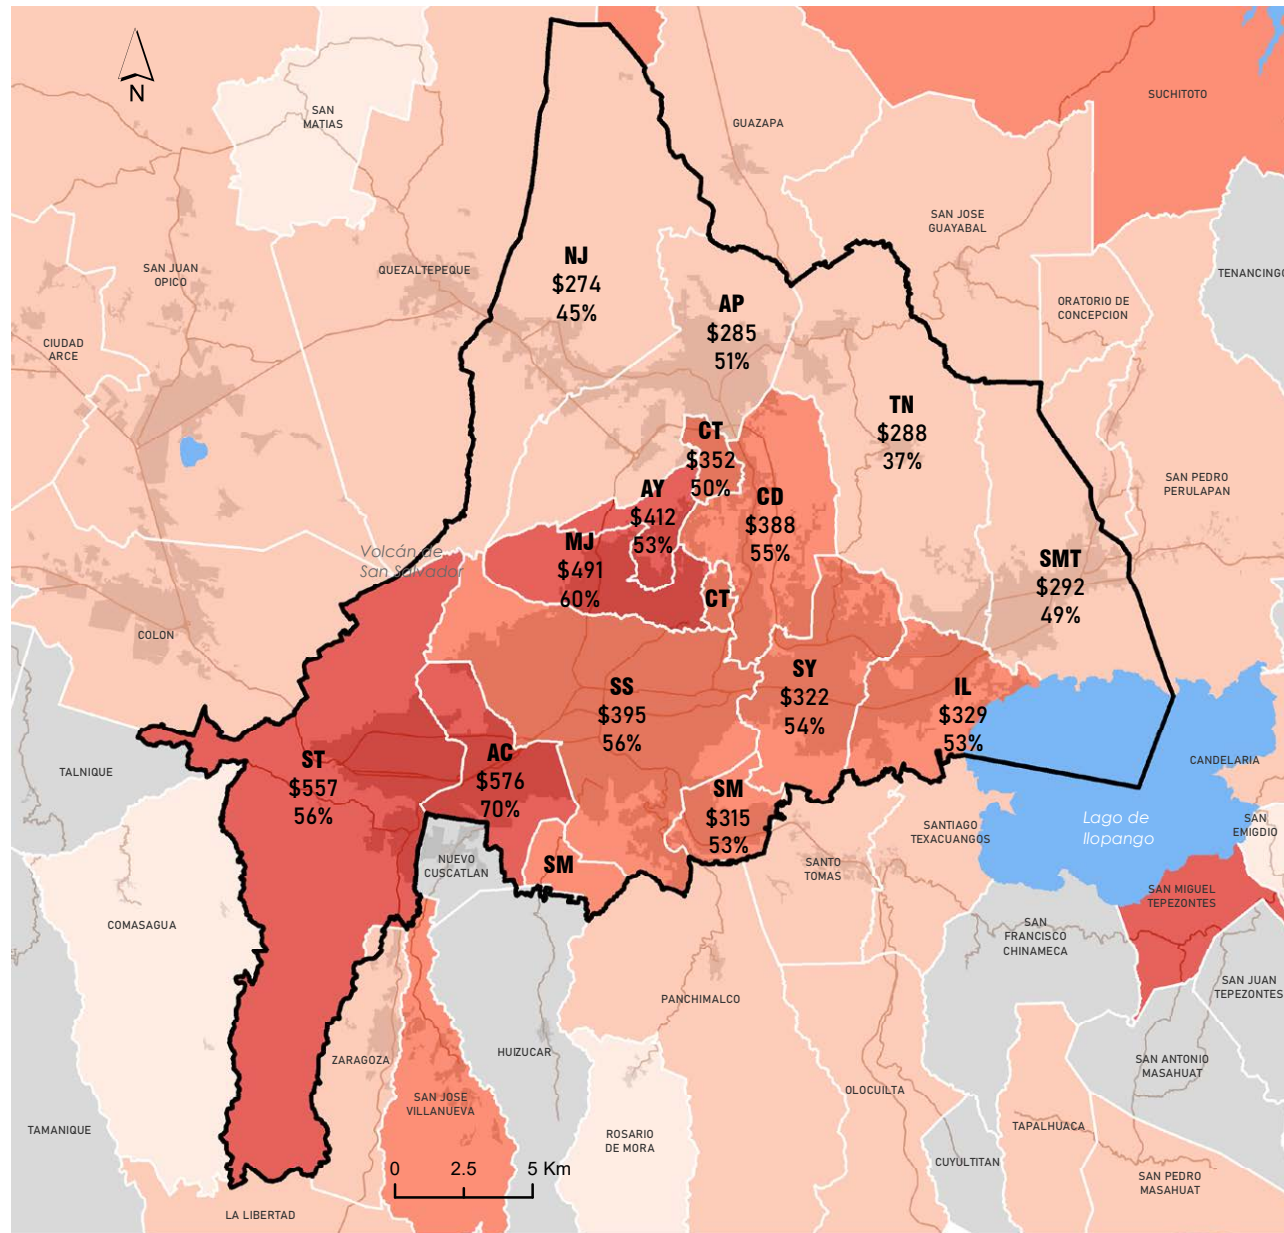 N
SAN
MATIAS
GUAZAPA
SUCHITOTO
SAN JOSE
GUAYABAL
SAN JUAN
OPICO
QUEZALTEPEQUE
NJ
$274
45%
TENANCINGO
ORATORIO DE
CONCEPCION
AP
$285
51%
CIUDAD
ARCE
TN
$288
37%
CT
$352
50%
SAN PEDRO
PERULAPAN
AY
$412
53%
CD
$388
55%
MJ
$491
60%
Volcán de
San Salvador
SMT
$292
49%
CT
COLON
SS
$395
56%
SY
$322
54%
IL
$329
53%
ST
$557
56%
AC
$576
70%
TALNIQUE
CANDELARIA
SM
$315
53%
SANTIAGO
TEXACUANGOS
Lago de
Ilopango
SAN
EMIGDIO
NUEVO
CUSCATLAN
SM
SANTO
TOMAS
SAN MIGUEL
TEPEZONTES
COMASAGUA
SAN
FRANCISCO
CHINAMECA
SAN JUAN
TEPEZONTES
PANCHIMALCO
ZARAGOZA
HUIZUCAR
SAN ANTONIO
MASAHUAT
SAN JOSE
VILLANUEVA
OLOCUILTA
TAMANIQUE
ROSARIO
DE MORA
TAPALHUACA
CUYULTITAN
0 2.5 5 Km
SAN PEDRO
MASAHUAT
LA LIBERTAD